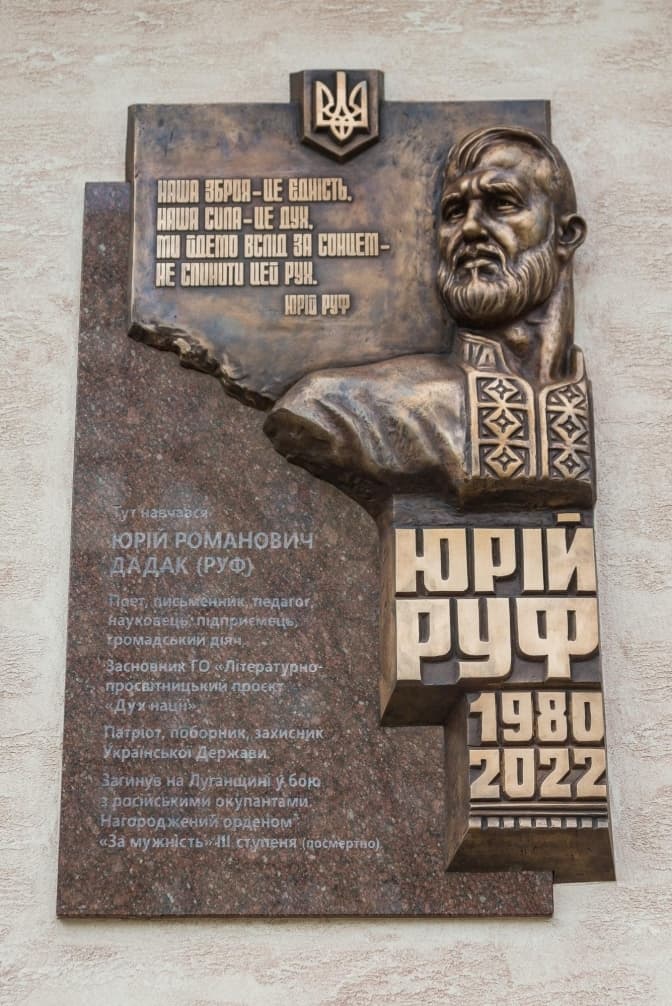 НАША ЗБРОЯ – ЦЕ ЄДНІСТЬ,
НАША СИЛА – ЦЕ ДУХ.
МИ ЙДЕМО ВСЛІД ЗА СОНЦЕМ –
НЕ СПИНИТИ ЦЕЙ РУХ.
ЮРІЙ РУФ
Тут навчався
ЮРІЙ РОМАНОВИЧ
ДАДАК (РУФ)
Поет, письменник, педагог,
науковець, підприємець,
громадський діяч.
Засновник ГО «Літературно-
просвітницький проєкт
«Дух нації».
Патріот, поборник, захисник
Української Держави.
Загинув на Луганщині у бою
з російськими окупантами.
Нагороджений орденом
«За мужність» III ступеня (посмертно).
ЮРІЙ
РУФ
1980
2022